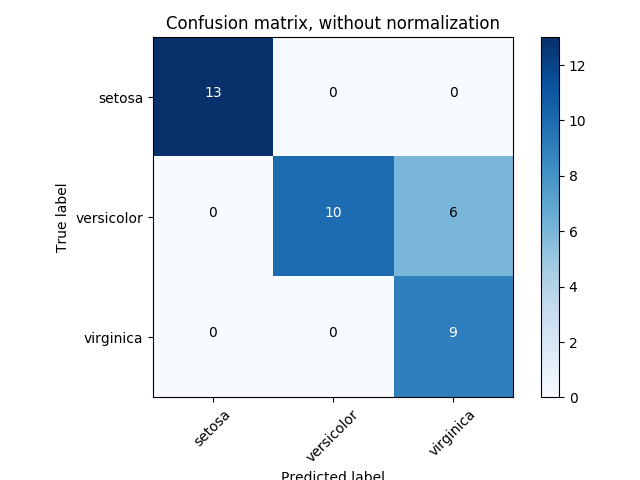 Confusion matrix, without normalization
setosa 13 0 0
versicolor 0 10 6
virginica 0 0 9
True label
setosa versicolor virginica
Predicted label
12
10
8
6
4
2
0